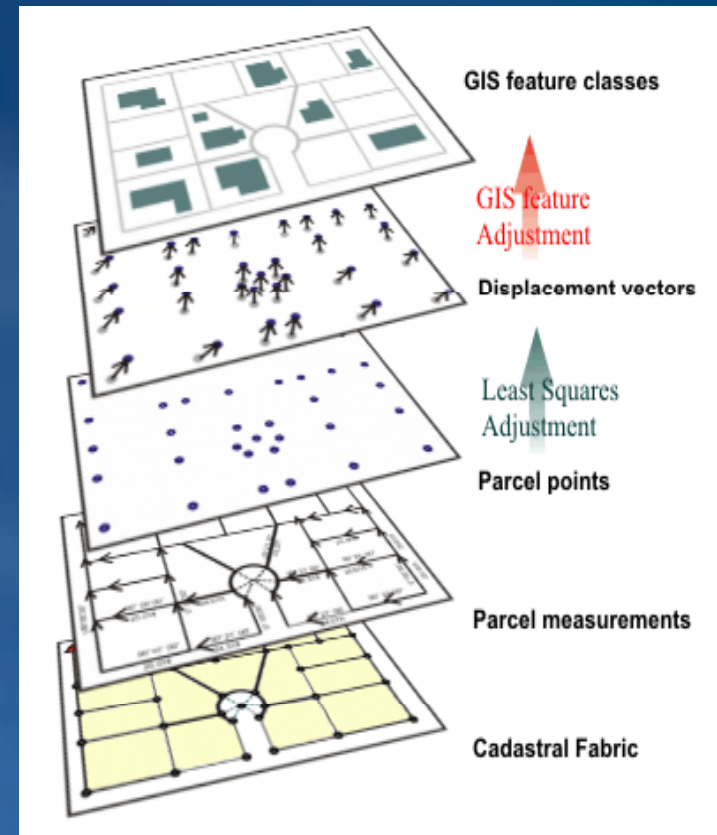 GIS feature classes
GIS feature
Adjustment
Displacement vectors
Least Squares
Adjustment
Parcel points
Parcel measurements
Cadastral Fabric